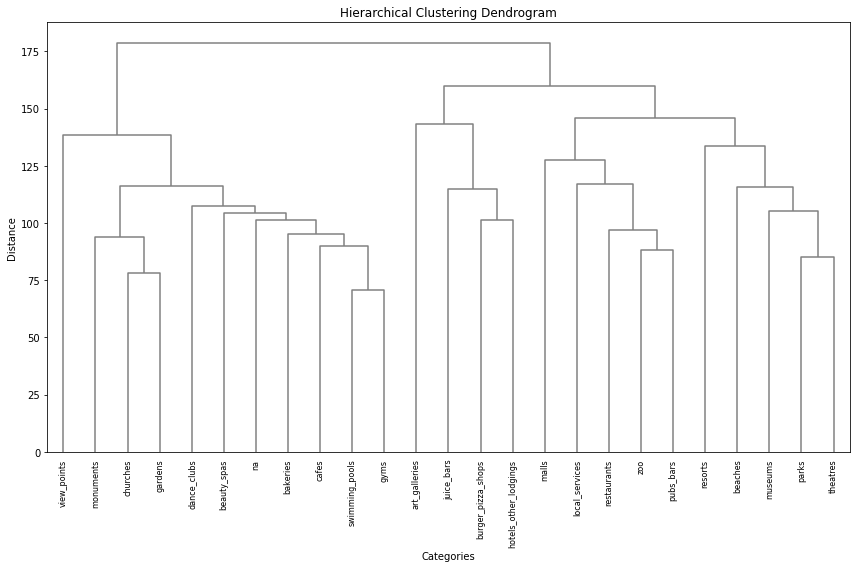 Hierarchical Clustering Dendrogram
175
150
125
100
75
50
25
0
Distance
view_points
monuments
churches
gardens
dance_clubs
beauty_spas
na
bakeries
cafes
swimming_pools
gyms
art_galleries
juice_bars
burger_pizza_shops
hotels_other_lodgings
malls
local_services
restaurants
zoo
pubs_bars
resorts
beaches
museums
parks
theatres
Categories